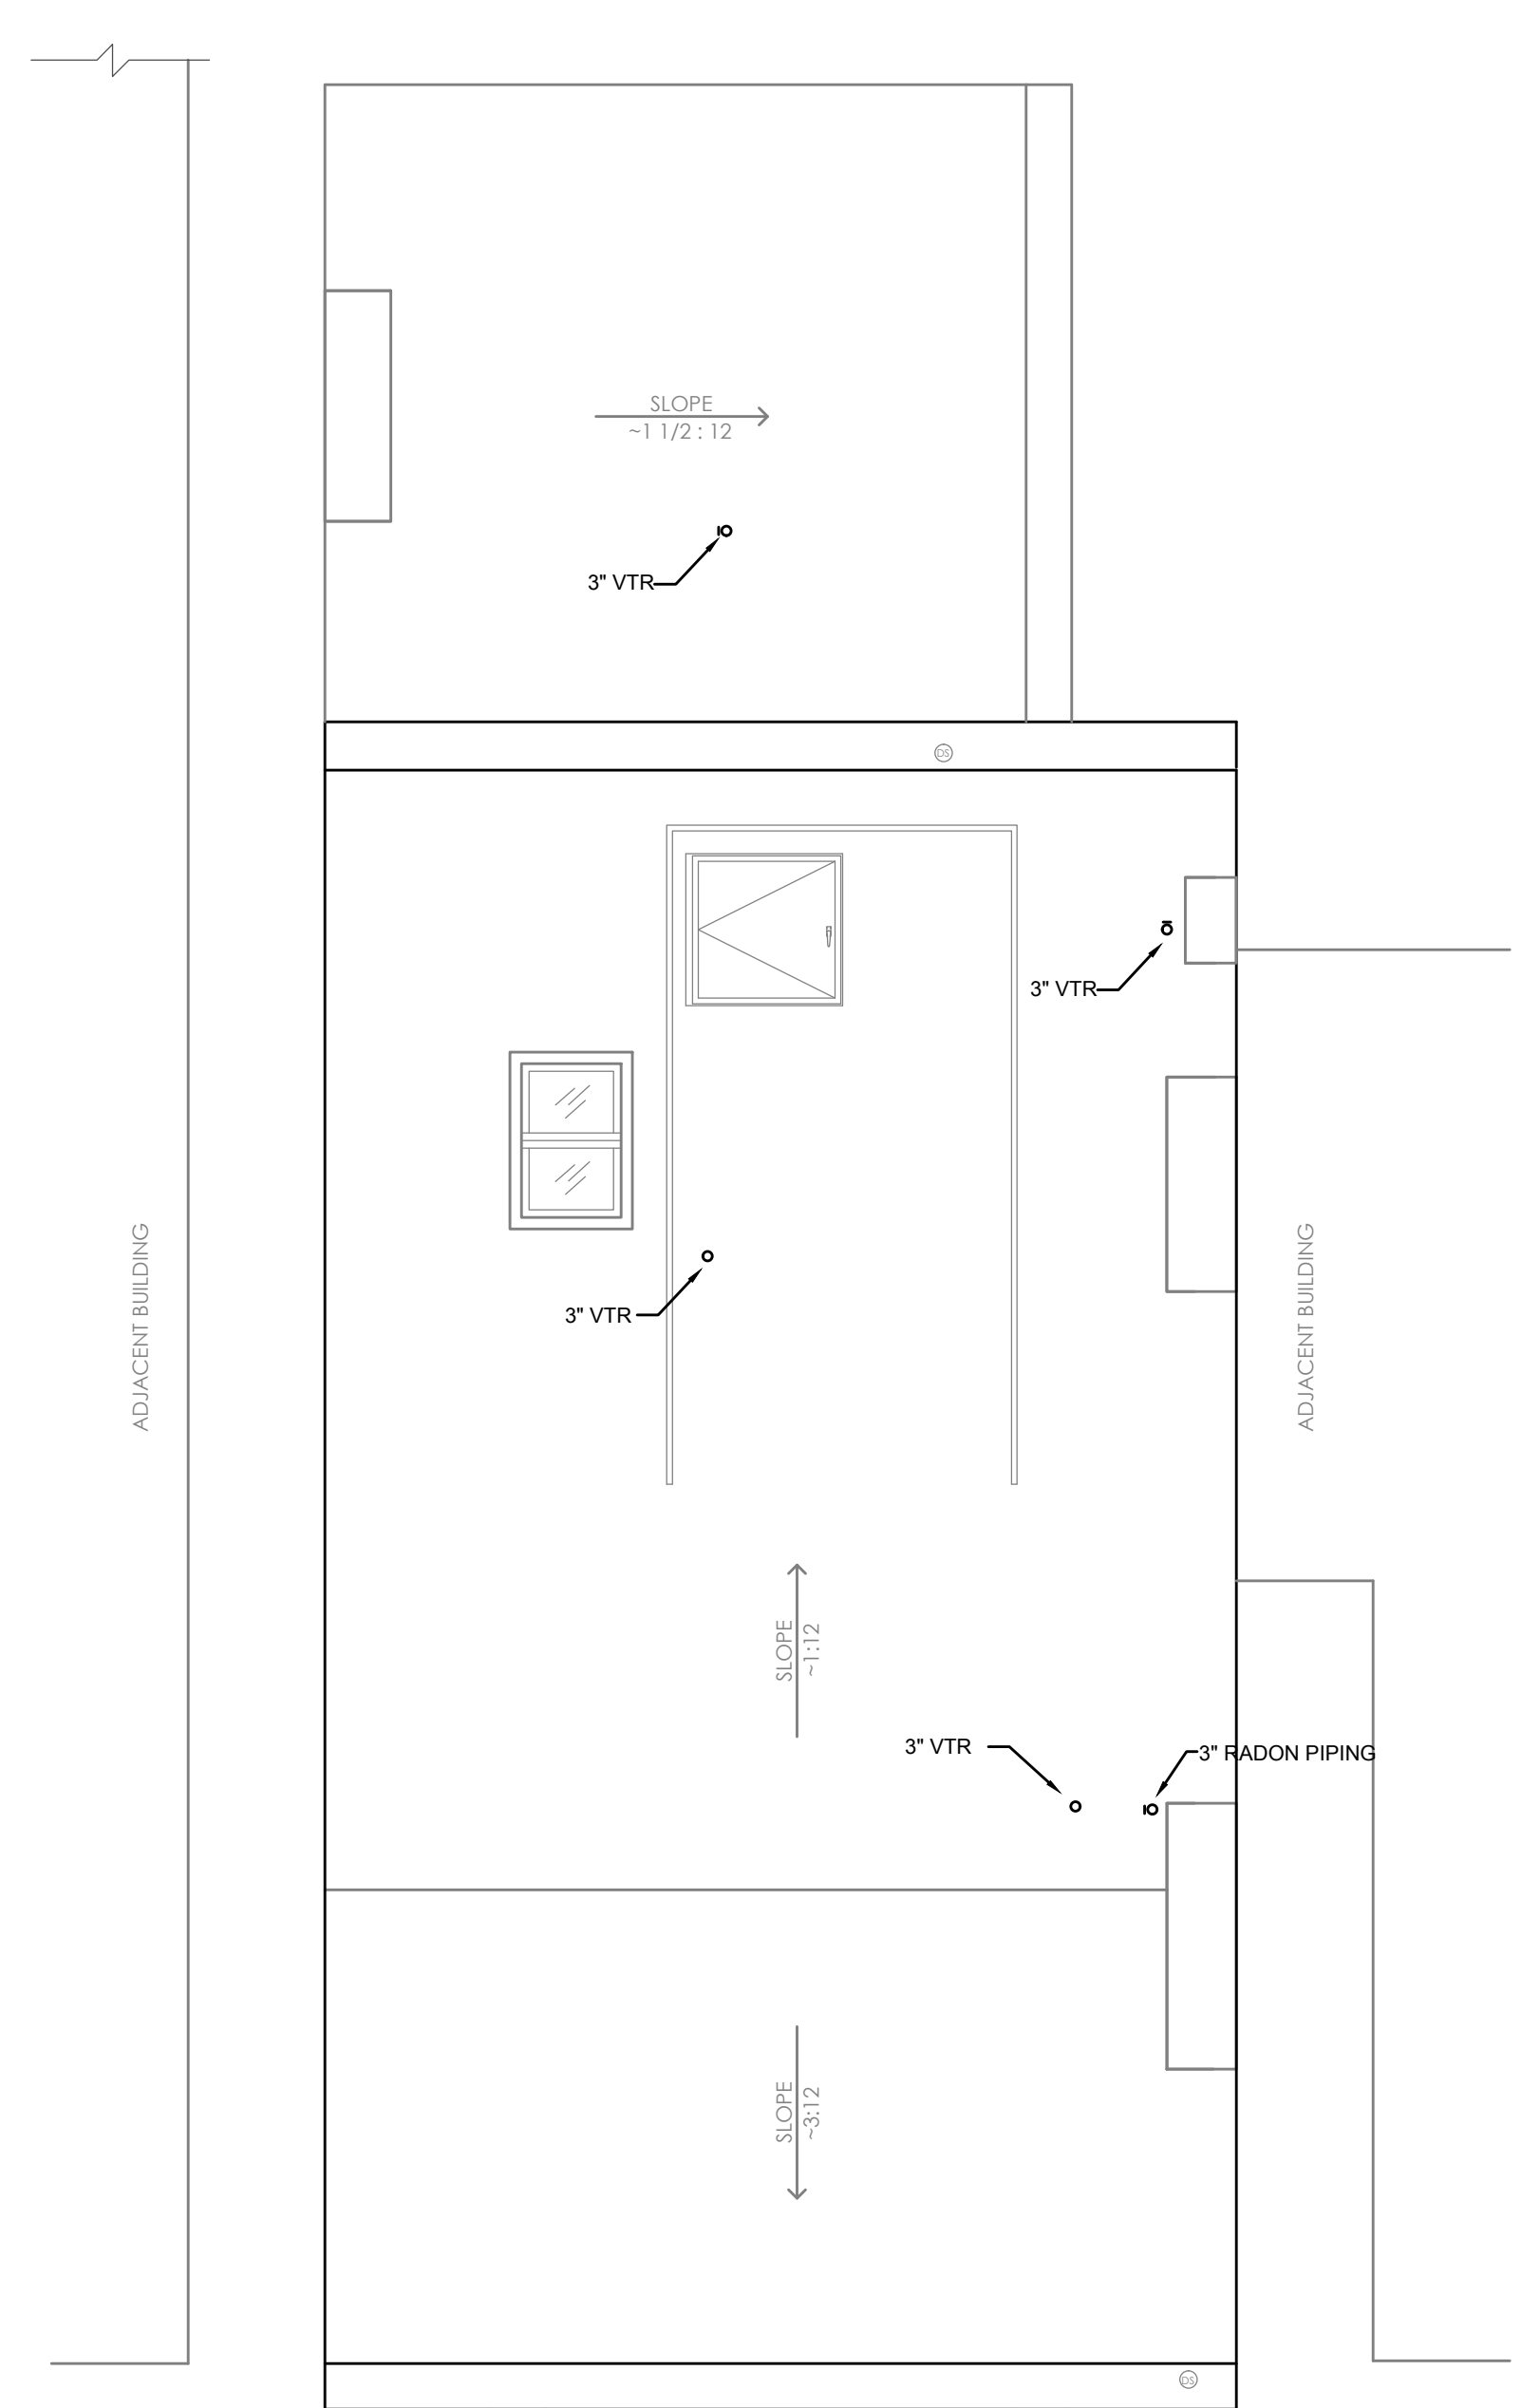 SLOPE
~1 1/2 : 12
3" VTR
DS
3" VTR
ADJACENT BUILDING
ADJACENT BUILDING
3" VTR
SLOPE
~1:12
3" VTR
3" RADON PIPING
SLOPE
~3:12
DS